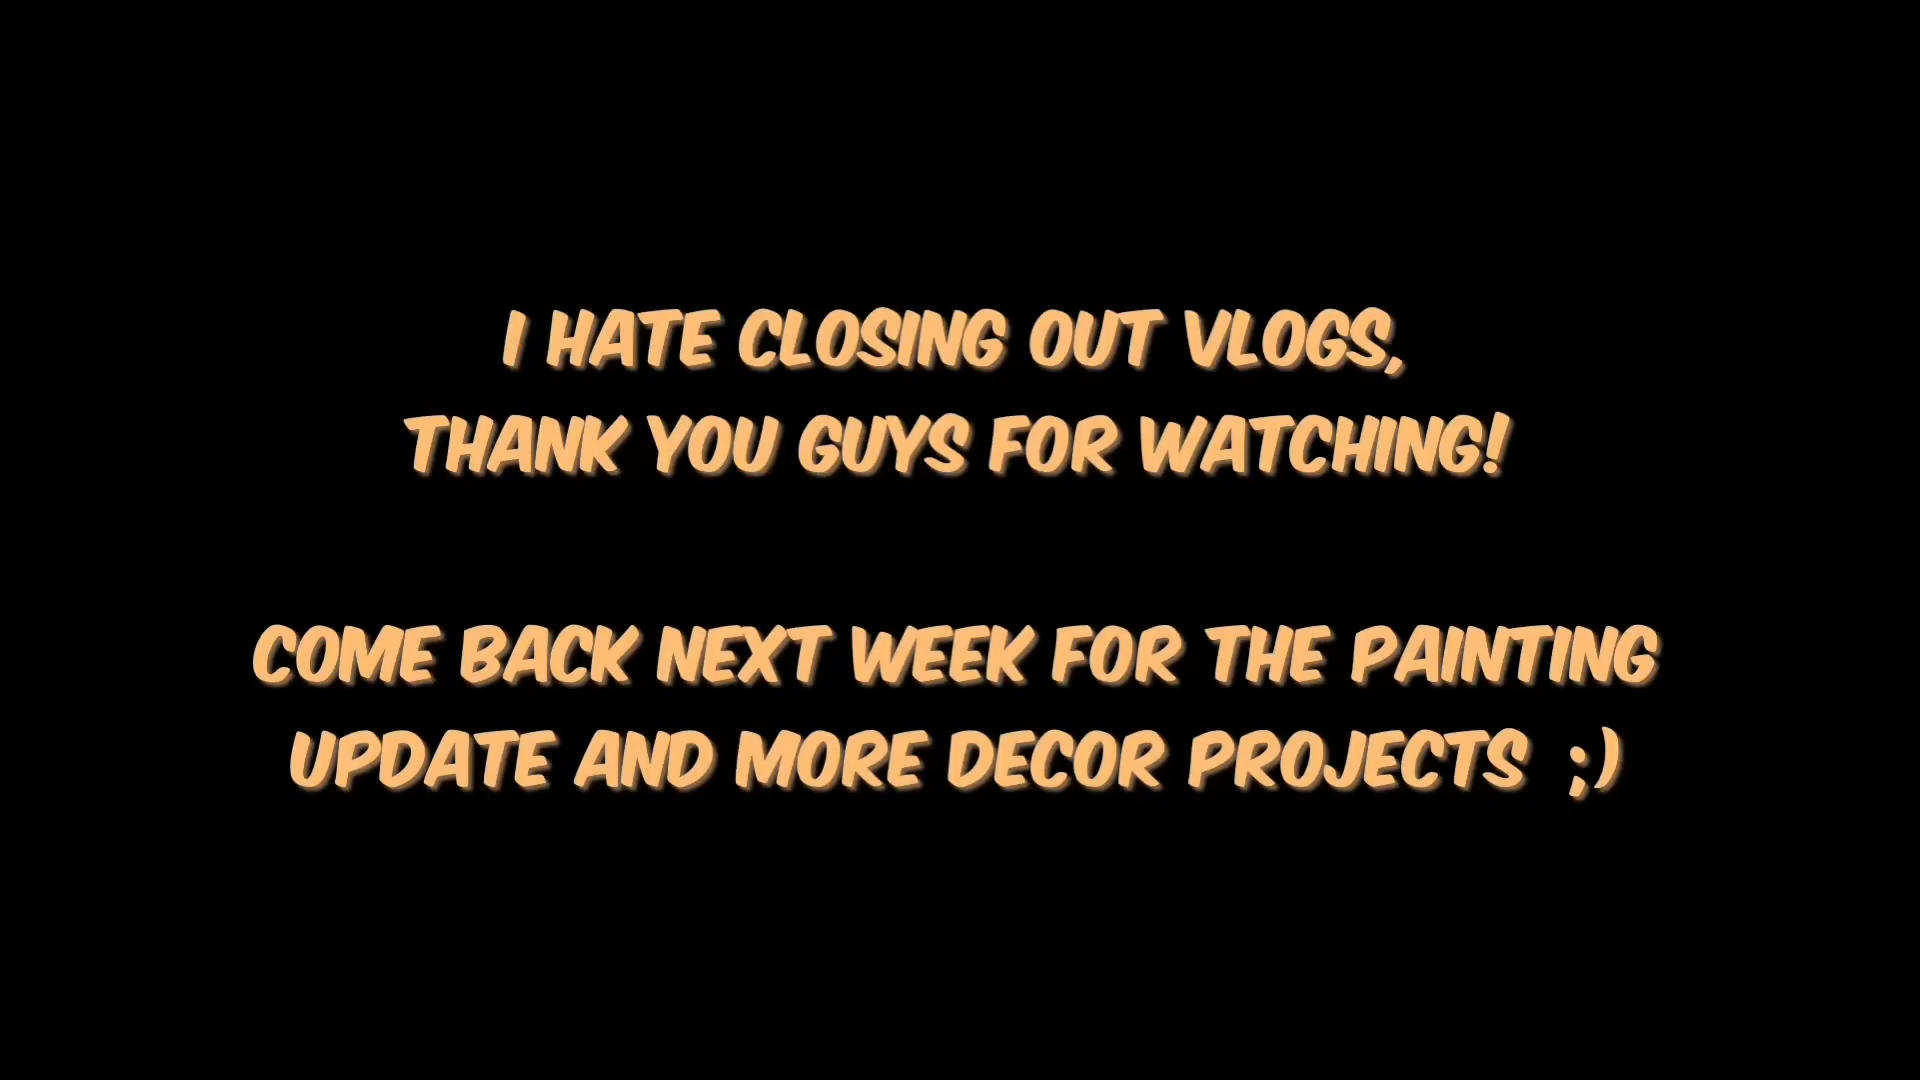 I HATE CLOSING OUT VLOGS,
THANK YOU GUYS FOR WATCHING!
COME BACK NEXT WEEK FOR THE PAINTING
UPDATE AND MORE DECOR PROJECTS ;)